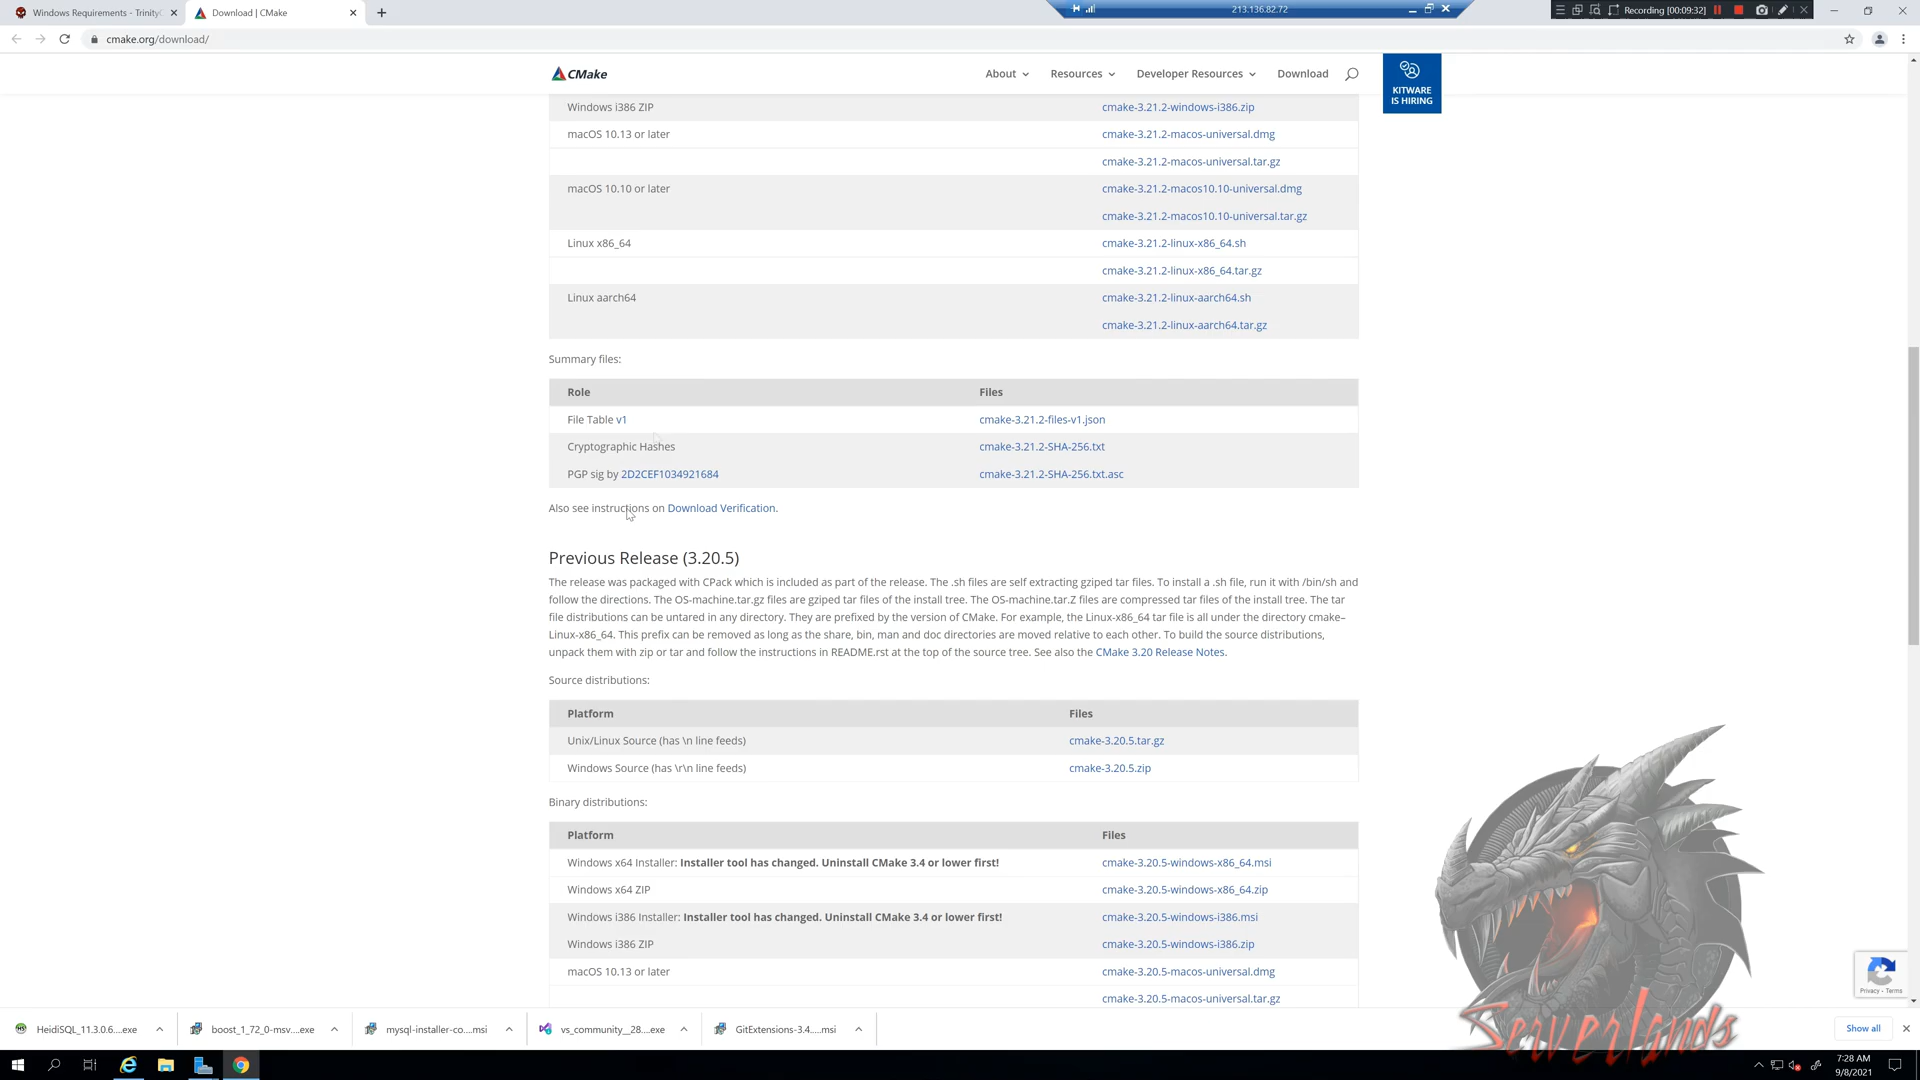 Windows Requirements - Trinity
Download | CMake
213.136.82.72
Recording [00:09:32]
cmake.org/download/
CMake
About
Resources
Developer Resources
Download
KITWARE
IS HIRING
Windows i386 ZIP
cmake-3.21.2-windows-i386.zip
macOS 10.13 or later
cmake-3.21.2-macos-universal.dmg
cmake-3.21.2-macos-universal.tar.gz
macOS 10.10 or later
cmake-3.21.2-macos10.10-universal.dmg
cmake-3.21.2-macos10.10-universal.tar.gz
Linux x86_64
cmake-3.21.2-linux-x86_64.sh
cmake-3.21.2-linux-x86_64.tar.gz
Linux aarch64
cmake-3.21.2-linux-aarch64.sh
cmake-3.21.2-linux-aarch64.tar.gz
Summary files:
Role
Files
File Table v1
cmake-3.21.2-files-v1.json
Cryptographic Hashes
cmake-3.21.2-SHA-256.txt
PGP sig by 2D2CEF1034921684
cmake-3.21.2-SHA-256.txt.asc
Also see instructions on Download Verification.
Previous Release (3.20.5)
The release was packaged with CPack which is included as part of the release. The .sh files are self extracting gziped tar files. To install a .sh file, run it with /bin/sh and
follow the directions. The OS-machine.tar.gz files are gziped tar files of the install tree. The OS-machine.tar.Z files are compressed tar files of the install tree. The tar
file distributions can be untared in any directory. They are prefixed by the version of CMake. For example, the Linux-x86_64 tar file is all under the directory cmake–
Linux-x86_64. This prefix can be removed as long as the share, bin, man and doc directories are moved relative to each other. To build the source distributions,
unpack them with zip or tar and follow the instructions in README.rst at the top of the source tree. See also the CMake 3.20 Release Notes.
Source distributions:
Platform
Files
Unix/Linux Source (has \n line feeds)
cmake-3.20.5.tar.gz
Windows Source (has \r\n line feeds)
cmake-3.20.5.zip
Binary distributions:
Platform
Files
Windows x64 Installer: Installer tool has changed. Uninstall CMake 3.4 or lower first!
cmake-3.20.5-windows-x86_64.msi
Windows x64 ZIP
cmake-3.20.5-windows-x86_64.zip
Windows i386 Installer: Installer tool has changed. Uninstall CMake 3.4 or lower first!
cmake-3.20.5-windows-i386.msi
Windows i386 ZIP
cmake-3.20.5-windows-i386.zip
macOS 10.13 or later
cmake-3.20.5-macos-universal.dmg
cmake-3.20.5-macos-universal.tar.gz
Privacy - Terms
Serverlands
HeidiSQL_11.3.0.6....exe
boost_1_72_0-msv....exe
mysql-installer-co....msi
vs_community__28....exe
GitExtensions-3.4.....msi
Show all
7:28 AM
9/8/2021